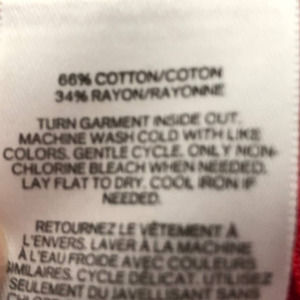 66% COTTON/COTON
34% RAYON/RAYONNE
TURN GARMENT INSIDE OUT.
MACHINE WASH COLD WITH LIKE
COLORS. GENTLE CYCLE. ONLY NON-
CHLORINE BLEACH WHEN NEEDED.
LAY FLAT TO DRY. COOL IRON IF
NEEDED.
RETOURNEZ LE VÊTEMENT À
L'ENVERS. LAVER À LA MACHINE
À L'EAU FROIDE AVEC COULEURS
SIMILAIRES. CYCLE DÉLICAT. UTILISEZ
SEULEMENT DU JAVELLISANT SANS